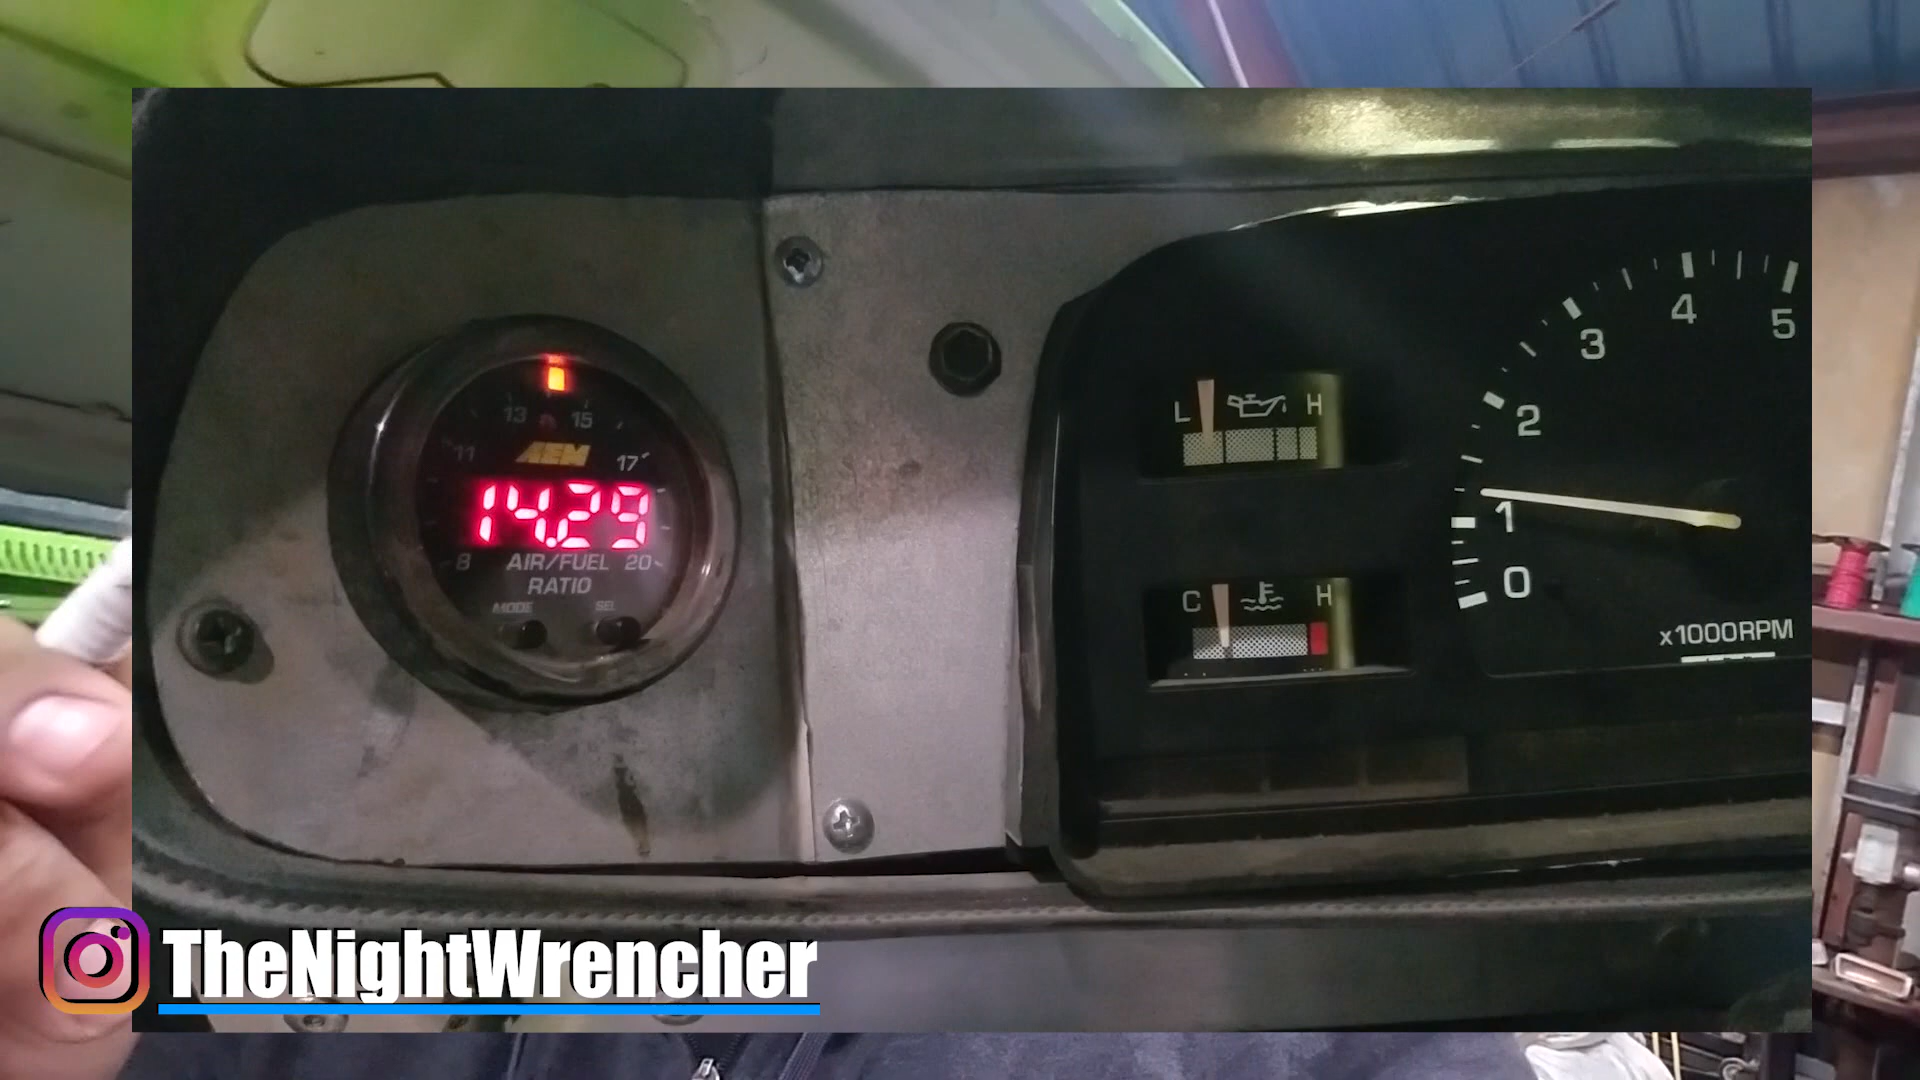 13 15
11 17
AEM
14.29
8 AIR/FUEL 20
RATIO
MODE SEL
L H
C H
0
1
2
3
4
5
x1000RPM
TheNightWrencher